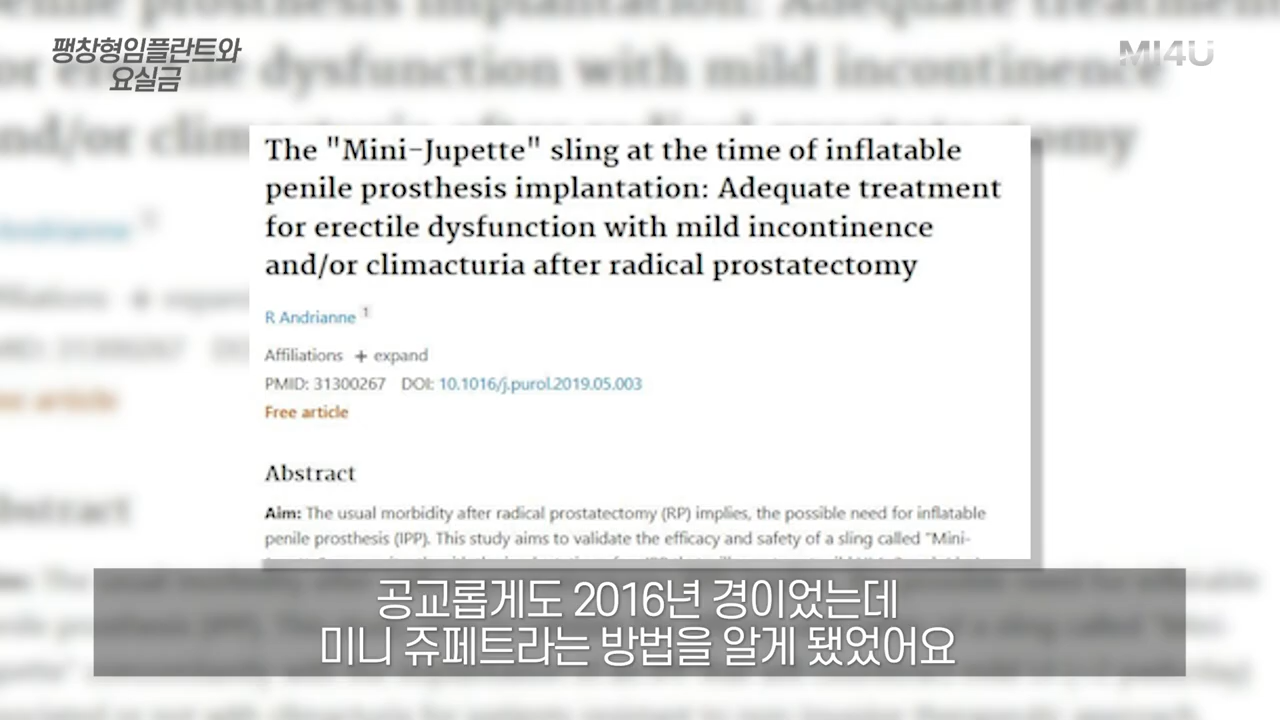 팽창형임플란트와
요실금
MI4U
The "Mini-Jupette" sling at the time of inflatable
penile prosthesis implantation: Adequate treatment
for erectile dysfunction with mild incontinence
and/or climacturia after radical prostatectomy
R Andrianne 1
Affiliations + expand
PMID: 31300267 DOI: 10.1016/j.purol.2019.05.003
Free article
Abstract
Aim: The usual morbidity after radical prostatectomy (RP) implies, the possible need for inflatable
penile prosthesis (IPP). This study aims to validate the efficacy and safety of a sling called "Mini-
공교롭게도 2016년 경이었는데
미니 쥬페트라는 방법을 알게 됐었어요